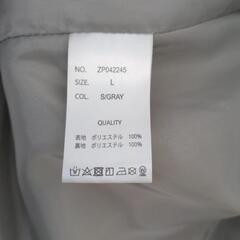 NO. ZP042245
SIZE. L
COL. S/GRAY
QUALITY
表地 ポリエステル 100%
裏地 ポリエステル 100%